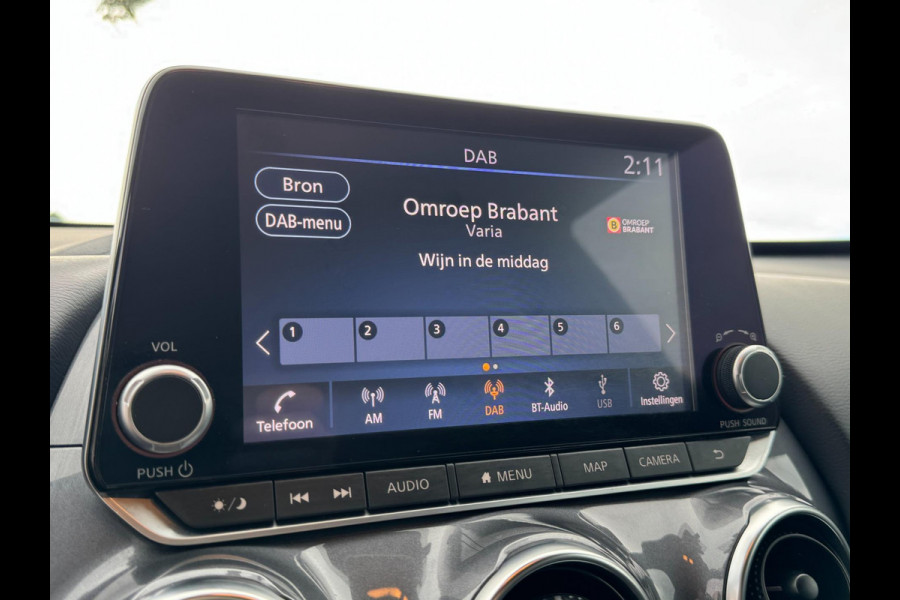 DAB
2:11
Bron
DAB-menu
Omroep Brabant
Varia
Wijn in de middag
B OMROEP
BRABANT
1 2 3 4 5 6
Telefoon
AM
FM
DAB
BT-Audio
USB
Instellingen
VOL
PUSH
PUSH SOUND
AUDIO
MENU
MAP
CAMERA